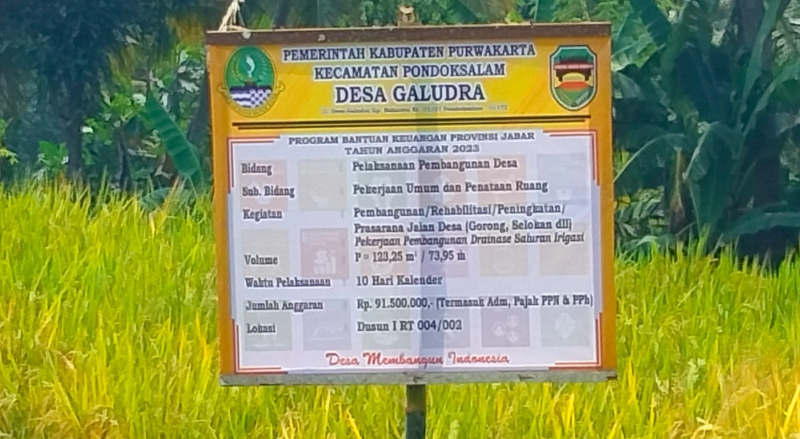 PEMERINTAH KABUPATEN PURWAKARTA
KECAMATAN PONDOKSALAM
DESA GALUDRA
PROGRAM BANTUAN KEUANGAN PROVINSI JABAR
TAHUN ANGGARAN 2023
Bidang : Pelaksanaan Pembangunan Desa
Sub. Bidang : Pekerjaan Umum dan Penataan Ruang
Kegiatan : Pembangunan/Rehabilitasi/Peningkatan/
Prasarana Jalan Desa (Gorong, Selokan dll)
Pekerjaan Pembangunan Drainase Saluran Irigasi
Volume : P = 123,25 m¹ / 73,95 m
Waktu Pelaksanaan : 10 Hari Kalender
Jumlah Anggaran : Rp. 91.500.000,- (Termasuk Adm, Pajak PPN & PPh)
Lokasi : Dusun I RT 004/002
Desa Membangun Indonesia